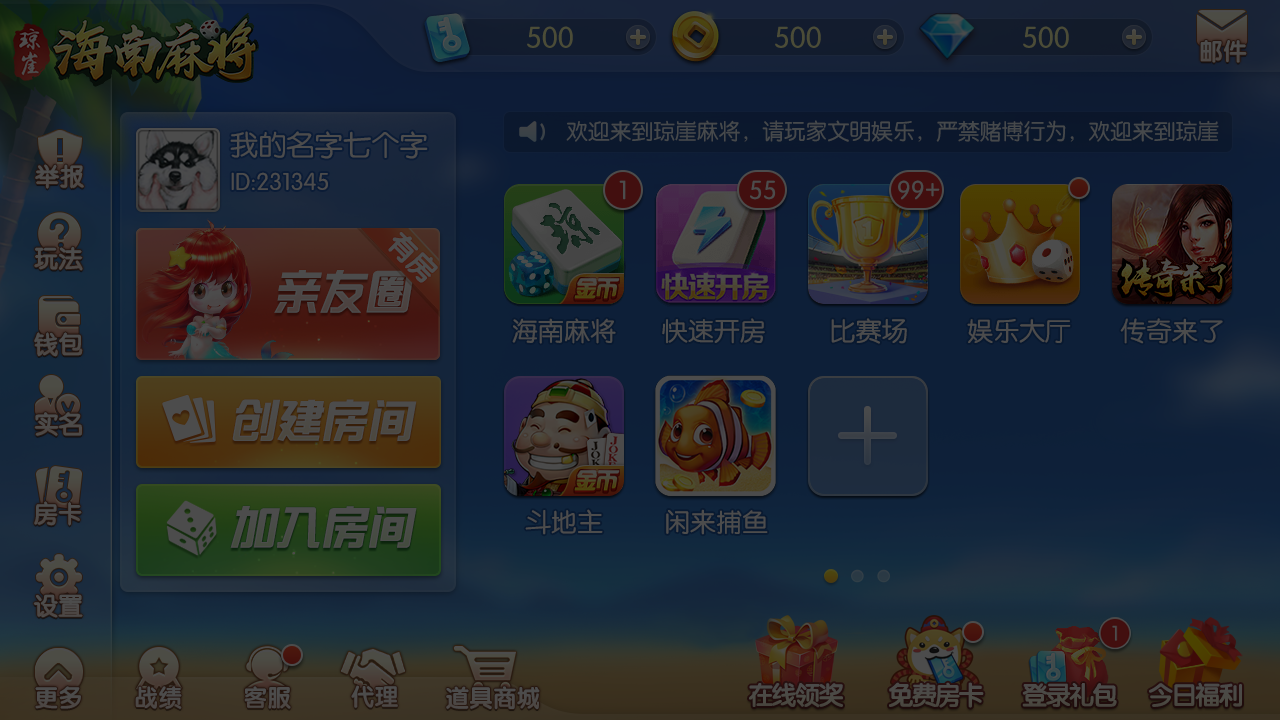 琼崖 海南麻将
500
500
500
邮件
举报
玩法
钱包
实名
房卡
设置
我的名字七个字
ID:231345
有房
亲友圈
创建房间
加入房间
欢迎来到琼崖麻将，请玩家文明娱乐，严禁赌博行为，欢迎来到琼崖
1
55
99+
琼
金币
快速开房
传奇来了
海南麻将
快速开房
比赛场
娱乐大厅
传奇来了
JOKER
JOKER
金币
斗地主
闲来捕鱼
更多
战绩
客服
代理
道具商城
在线领奖
免费房卡
1
登录礼包
今日福利